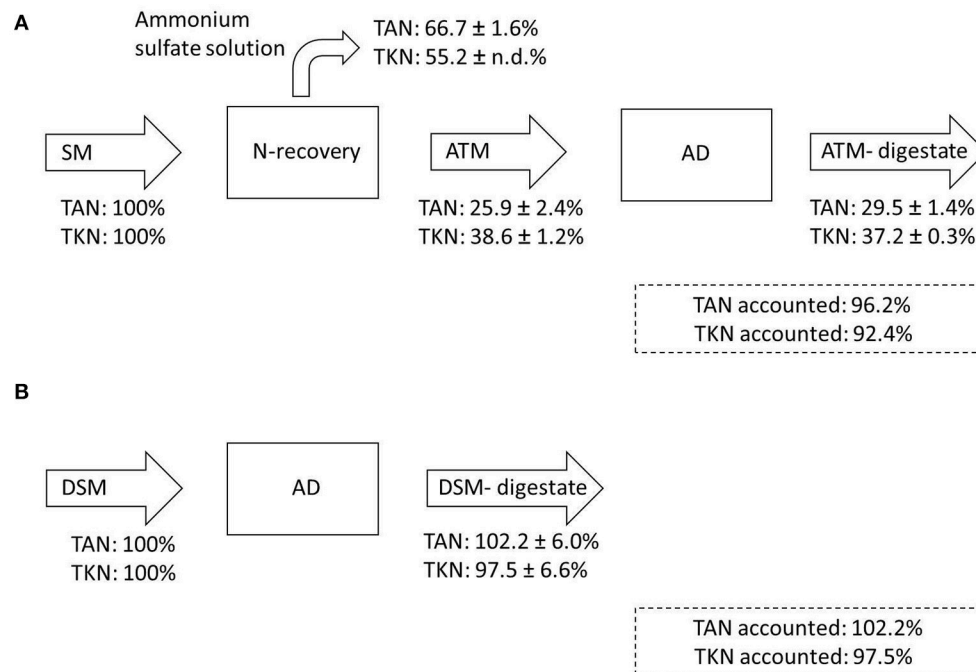 A
Ammonium
sulfate solution
TAN: 66.7 ± 1.6%
TKN: 55.2 ± n.d.%
SM
N-recovery
ATM
AD
ATM- digestate
TAN: 100%
TKN: 100%
TAN: 25.9 ± 2.4%
TKN: 38.6 ± 1.2%
TAN: 29.5 ± 1.4%
TKN: 37.2 ± 0.3%
TAN accounted: 96.2%
TKN accounted: 92.4%
B
DSM
AD
DSM- digestate
TAN: 100%
TKN: 100%
TAN: 102.2 ± 6.0%
TKN: 97.5 ± 6.6%
TAN accounted: 102.2%
TKN accounted: 97.5%